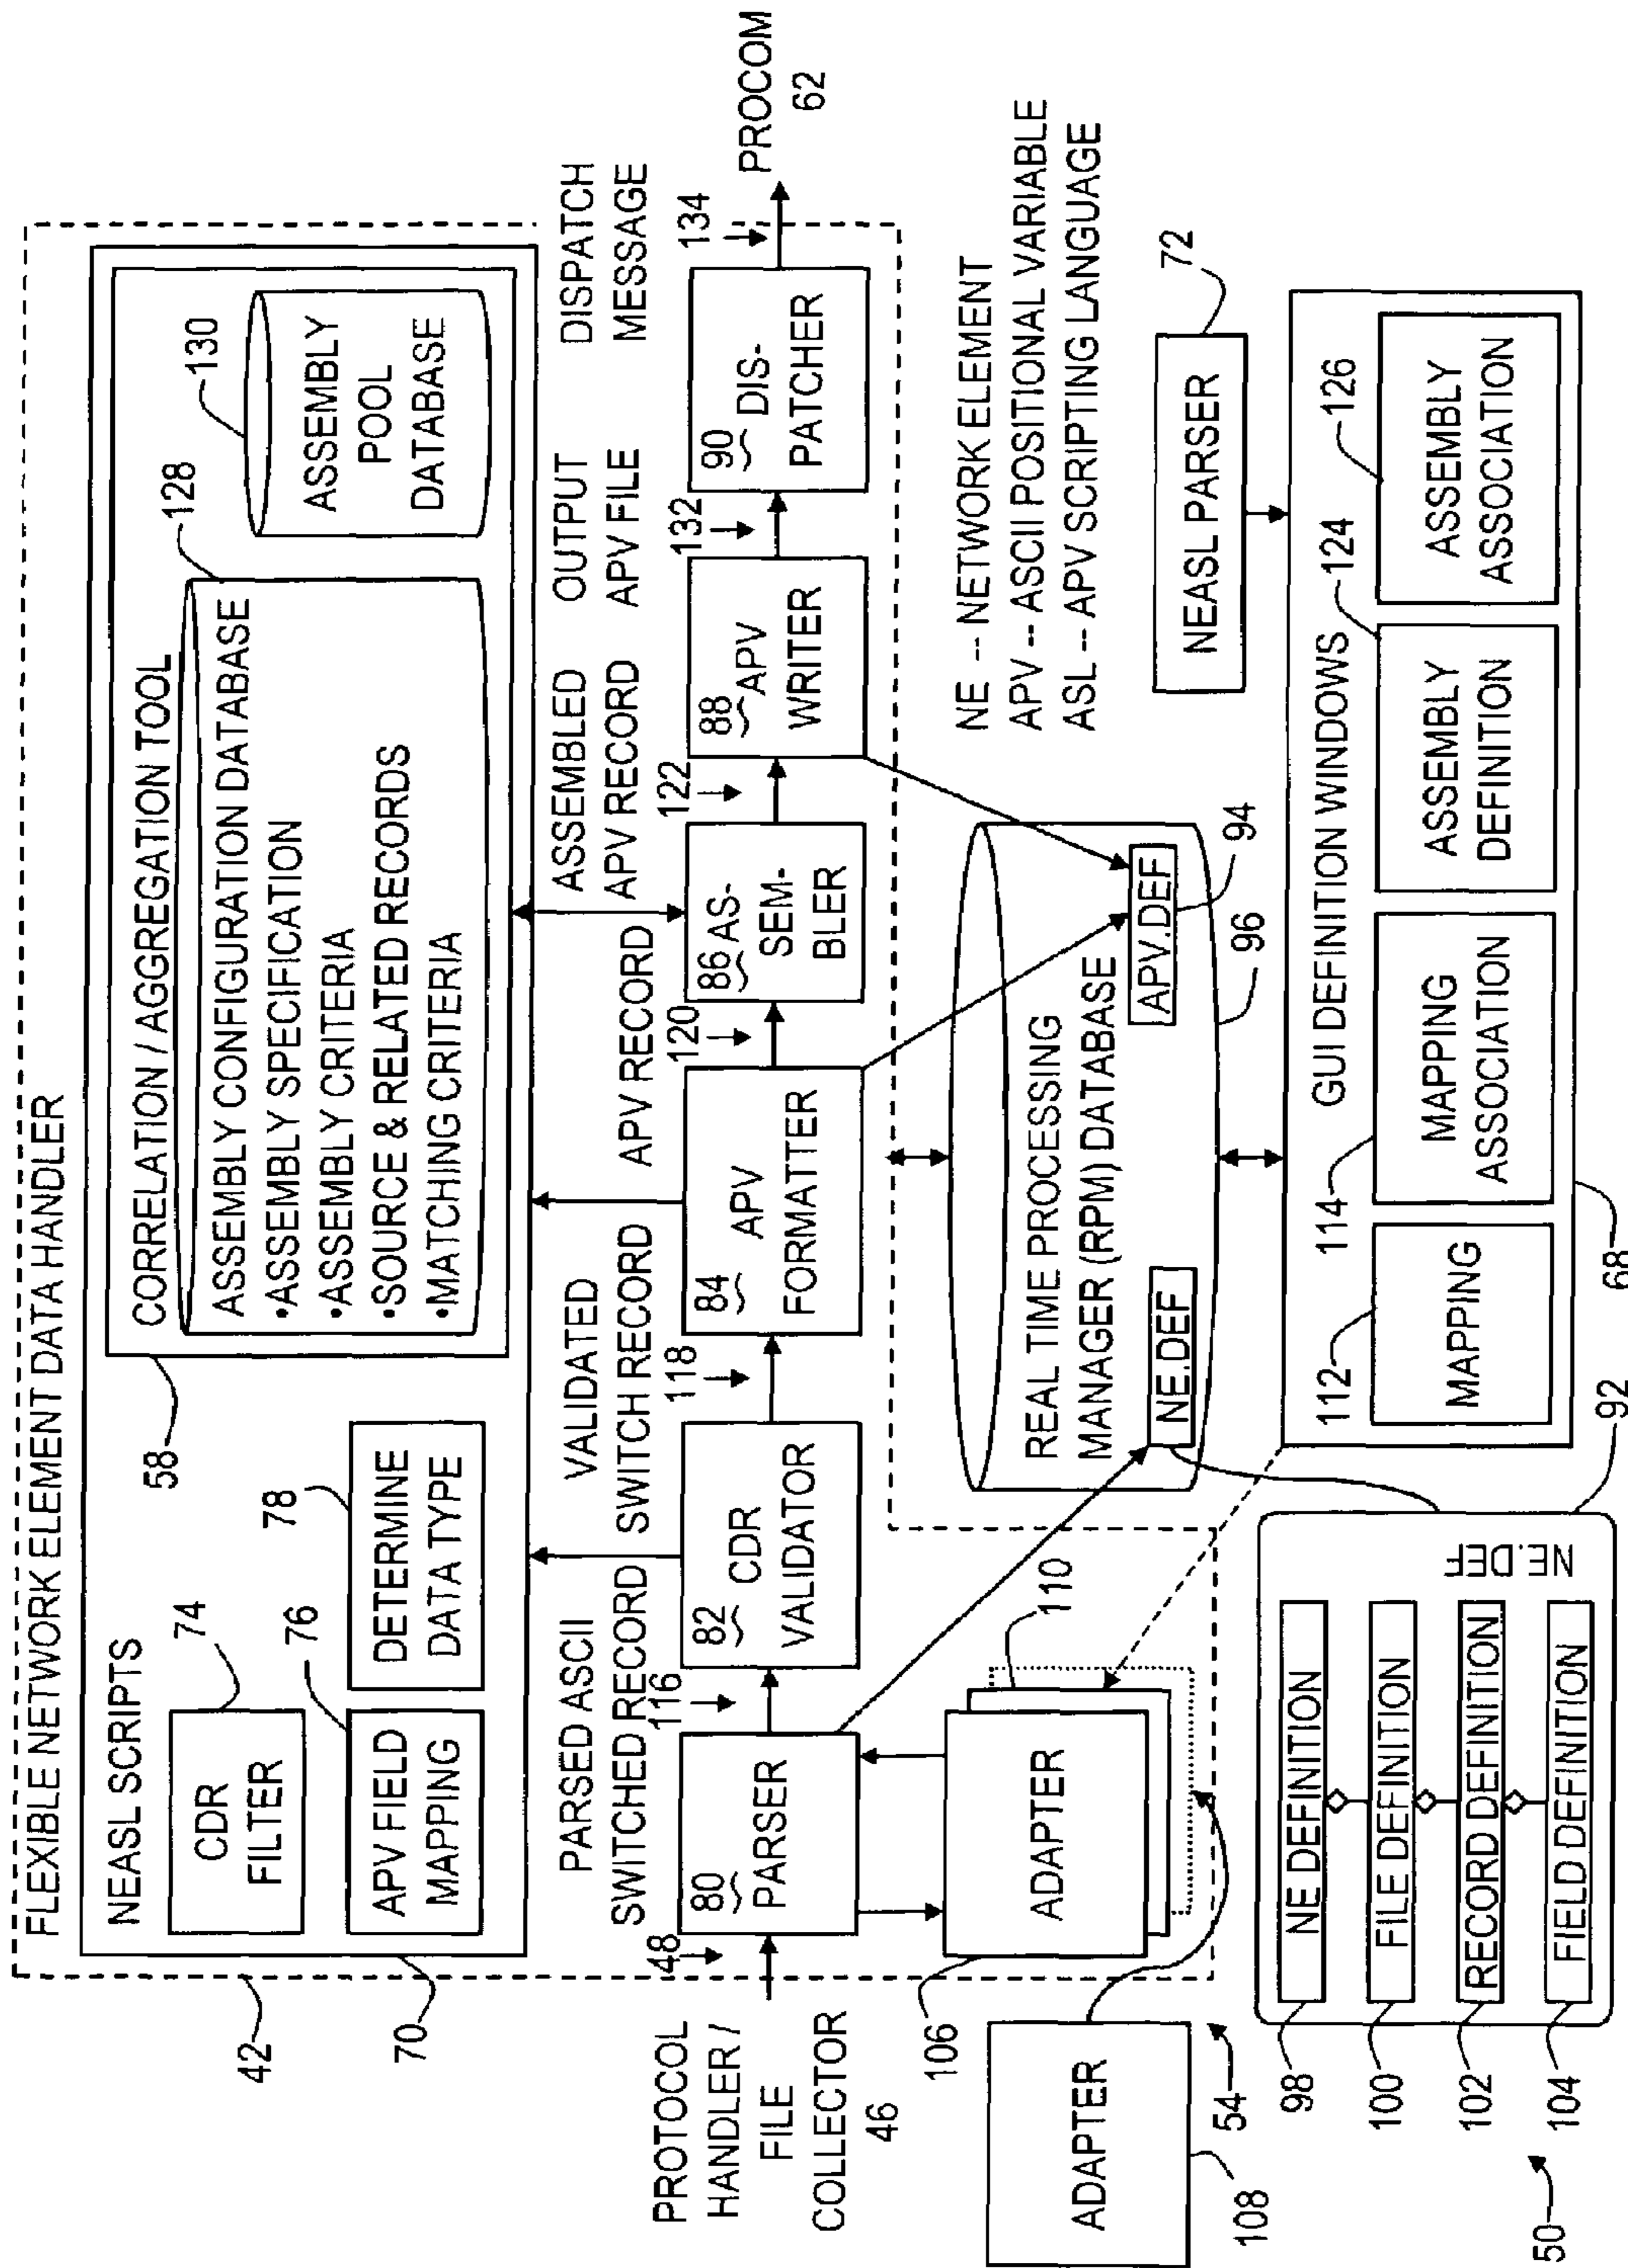 FLEXIBLE NETWORK ELEMENT DATA HANDLER
42
70
NEASL SCRIPTS
CDR
FILTER
74
APV FIELD
MAPPING
76
DETERMINE
DATA TYPE
78
58
CORRELATION / AGGREGATION TOOL
ASSEMBLY CONFIGURATION DATABASE
•ASSEMBLY SPECIFICATION
•ASSEMBLY CRITERIA
•SOURCE & RELATED RECORDS
•MATCHING CRITERIA
128
ASSEMBLY
POOL
DATABASE
130
PROTOCOL
HANDLER /
FILE
COLLECTOR
46
48
PARSED ASCII
SWITCHED RECORD
116
VALIDATED
SWITCH RECORD
118
APV RECORD
120
ASSEMBLED
APV RECORD
122
OUTPUT
APV FILE
132
DISPATCH
MESSAGE
134
PROCOM
62
80
PARSER
82 CDR
VALIDATOR
84 APV
FORMATTER
86 AS-
SEM-
BLER
88 APV
WRITER
90 DIS-
PATCHER
ADAPTER
106
110
ADAPTER
108
54
REAL TIME PROCESSING
MANAGER (RPM) DATABASE
NE.DEF
APV.DEF
94
96
NE -- NETWORK ELEMENT
APV -- ASCII POSITIONAL VARIABLE
ASL -- APV SCRIPTING LANGUAGE
NEASL PARSER
72
NE DEFINITION
FILE DEFINITION
RECORD DEFINITION
FIELD DEFINITION
NE.DEF
98
100
102
104
92
50
GUI DEFINITION WINDOWS
112
MAPPING
114
MAPPING
ASSOCIATION
124
ASSEMBLY
DEFINITION
126
ASSEMBLY
ASSOCIATION
68